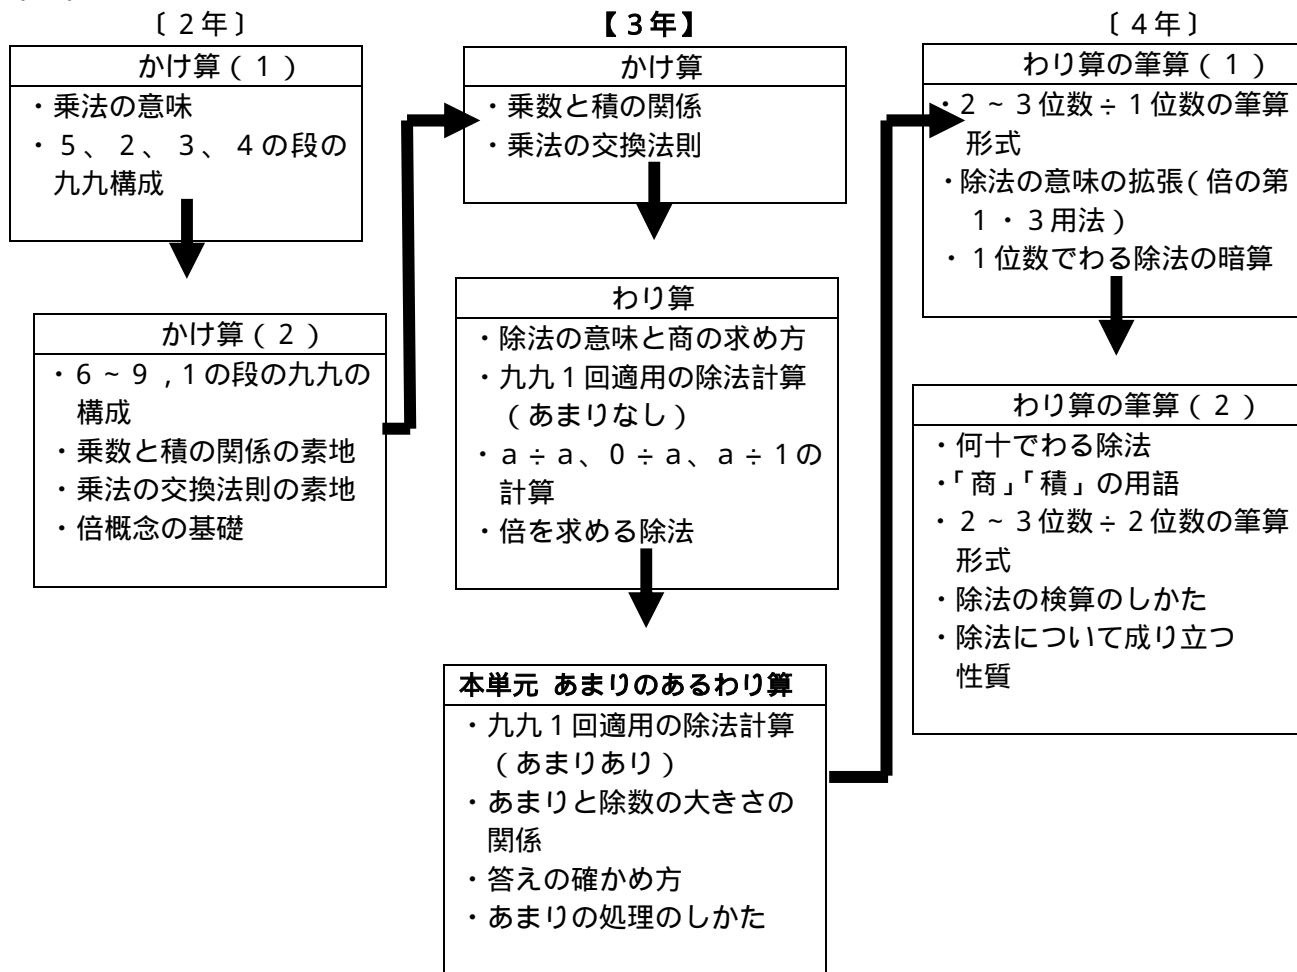 〔２年〕
かけ算（１）
・乗法の意味
・５、２、３、４の段の
九九構成
かけ算（２）
・６～９，１の段の九九の
構成
・乗数と積の関係の素地
・乗法の交換法則の素地
・倍概念の基礎
【３年】
かけ算
・乗数と積の関係
・乗法の交換法則
わり算
・除法の意味と商の求め方
・九九１回適用の除法計算
（あまりなし）
・ａ÷ａ、０÷ａ、ａ÷１の
計算
・倍を求める除法
本単元 あまりのあるわり算
・九九１回適用の除法計算
（あまりあり）
・あまりと除数の大きさの
関係
・答えの確かめ方
・あまりの処理のしかた
〔４年〕
わり算の筆算（１）
・２～３位数÷１位数の筆算
形式
・除法の意味の拡張（倍の第
１・３用法）
・１位数でわる除法の暗算
わり算の筆算（２）
・何十でわる除法
・「商」「積」の用語
・２～３位数÷２位数の筆算
形式
・除法の検算のしかた
・除法について成り立つ
性質